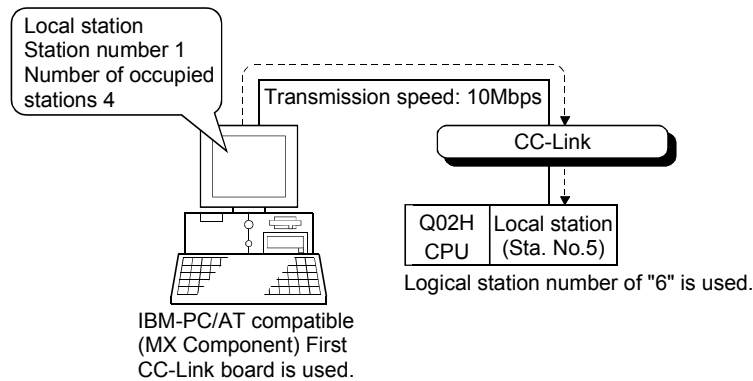 Local station
Station number 1
Number of occupied
stations 4
Transmission speed: 10Mbps
CC-Link
Q02H
CPU
Local station
(Sta. No.5)
Logical station number of "6" is used.
IBM-PC/AT compatible
(MX Component) First
CC-Link board is used.